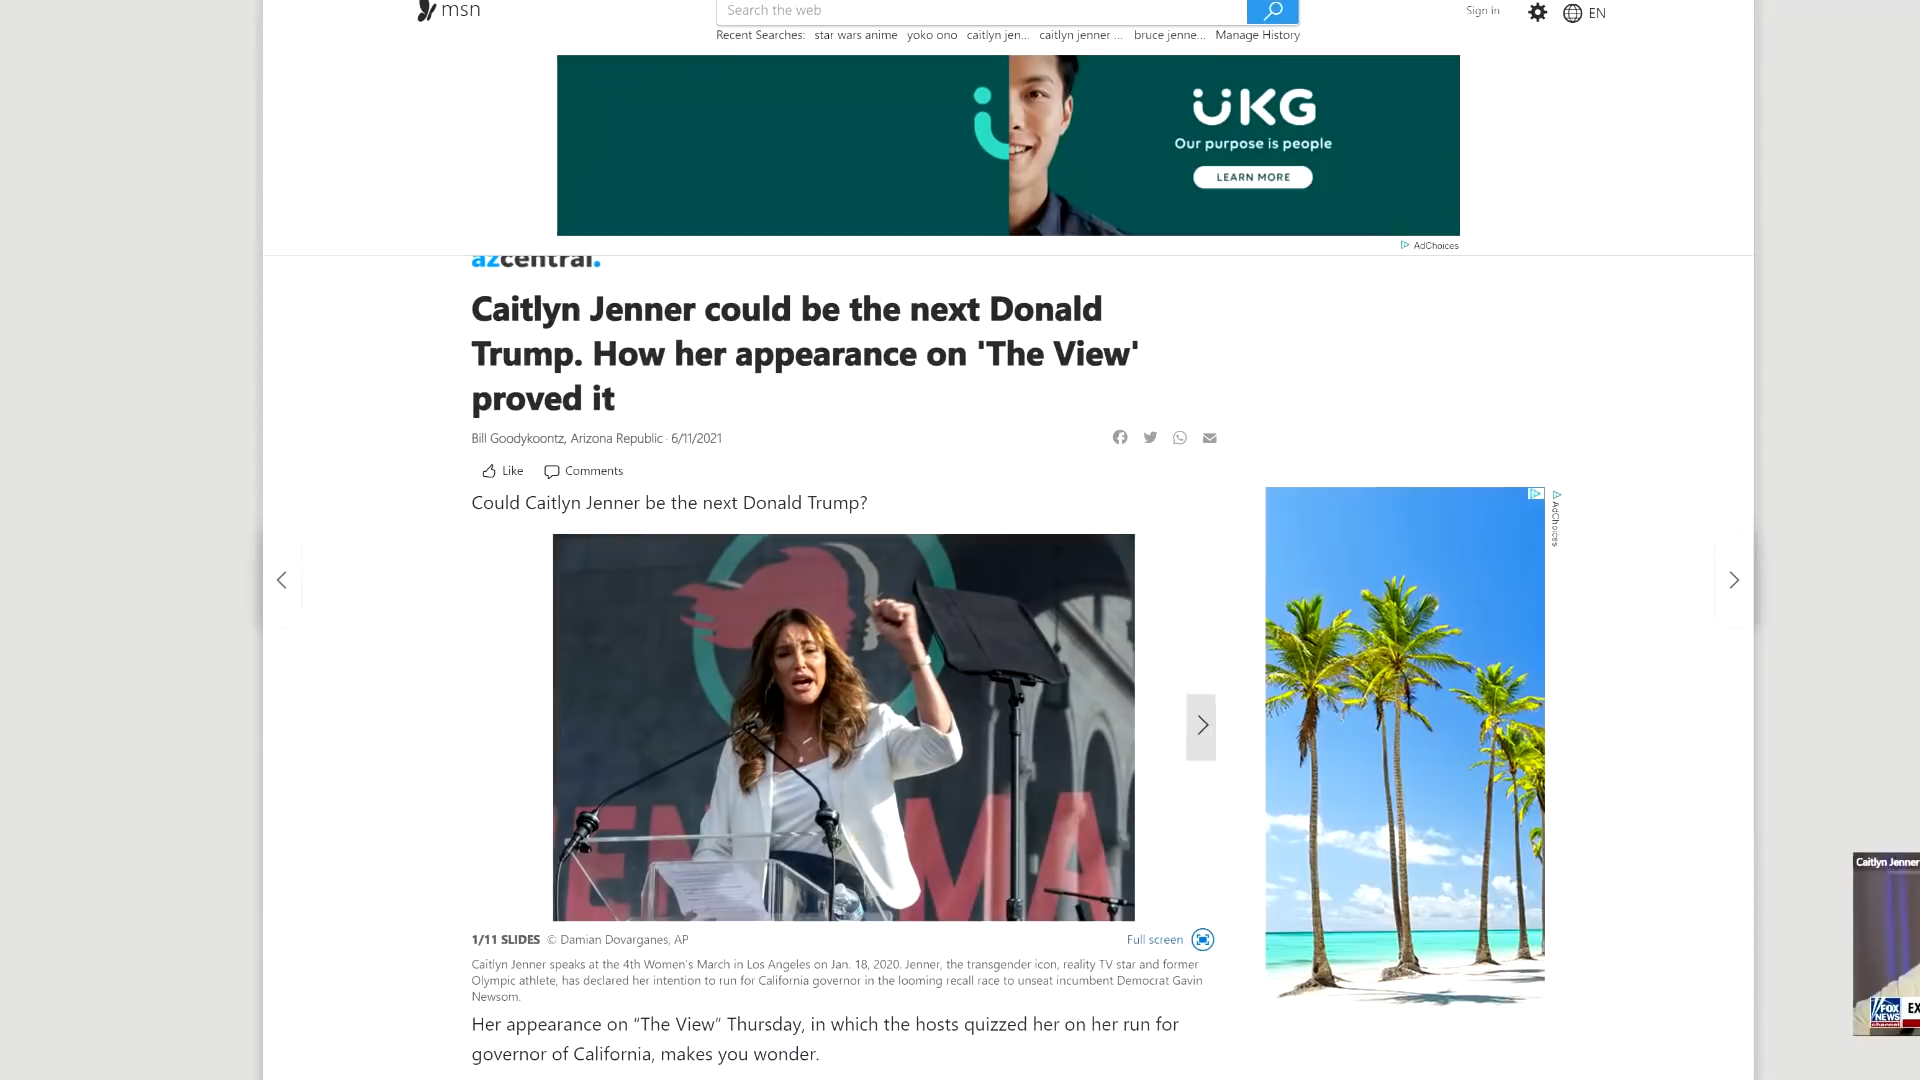 msn
Search the web
Sign in
EN
Recent Searches: star wars anime yoko ono caitlyn jen... caitlyn jenner ... bruce jenne... Manage History
UKG
Our purpose is people
LEARN MORE
AdChoices
azcentral.
Caitlyn Jenner could be the next Donald
Trump. How her appearance on 'The View'
proved it
Bill Goodykoontz, Arizona Republic · 6/11/2021
Like Comments
Could Caitlyn Jenner be the next Donald Trump?
AdChoices
EN MA
1/11 SLIDES © Damian Dovarganes, AP
Full screen
Caitlyn Jenner speaks at the 4th Women's March in Los Angeles on Jan. 18, 2020. Jenner, the transgender icon, reality TV star and former
Olympic athlete, has declared her intention to run for California governor in the looming recall race to unseat incumbent Democrat Gavin
Newsom.
Her appearance on “The View” Thursday, in which the hosts quizzed her on her run for
governor of California, makes you wonder.
Caitlyn Jenner
FOX
NEWS
channel
EX